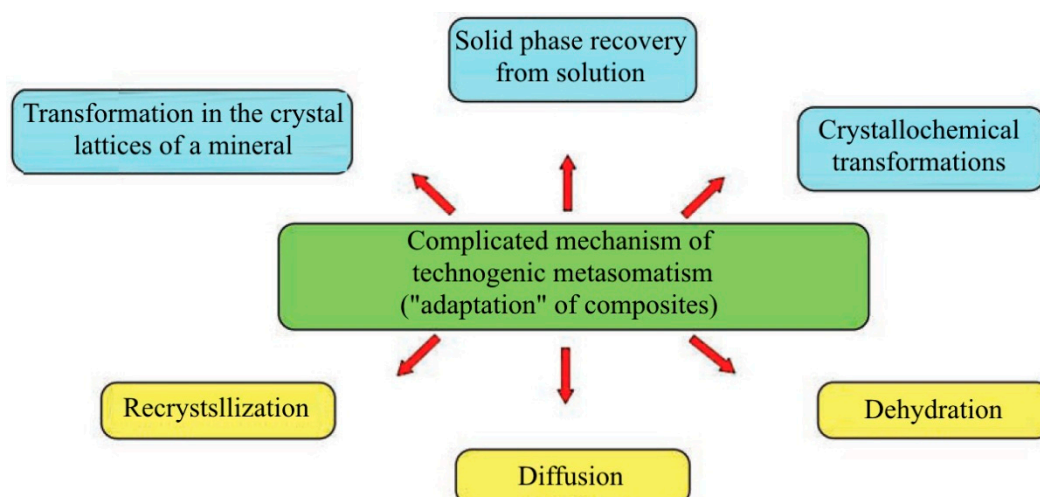 Solid phase recovery
from solution
Transformation in the crystal
lattices of a mineral
Crystallochemical
transformations
Complicated mechanism of
technogenic metasomatism
("adaptation" of composites)
Recrystsllization
Dehydration
Diffusion